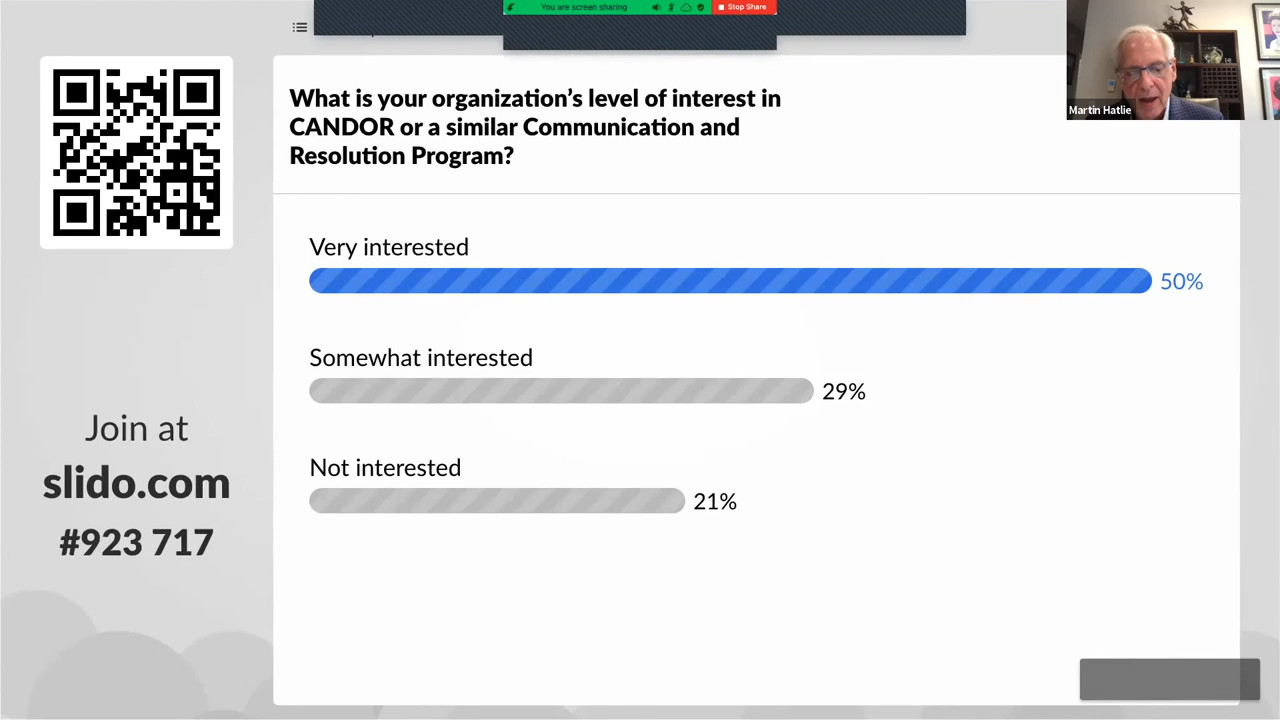 You are screen sharing
Stop Share
Martin Hatlie
What is your organization's level of interest in
CANDOR or a similar Communication and
Resolution Program?
Very interested
50%
Somewhat interested
29%
Not interested
21%
Join at
slido.com
#923 717